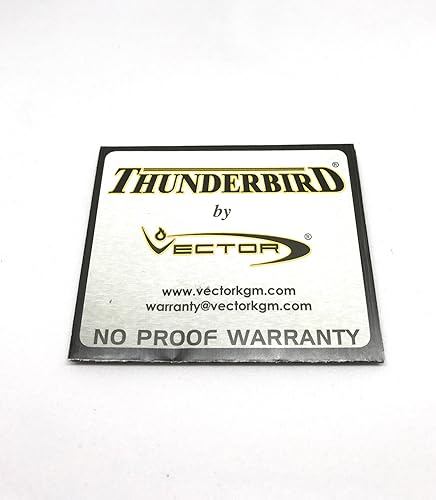 THUNDERBIRD®
by
VECTOR®
www.vectorkgm.com
warranty@vectorkgm.com
NO PROOF WARRANTY